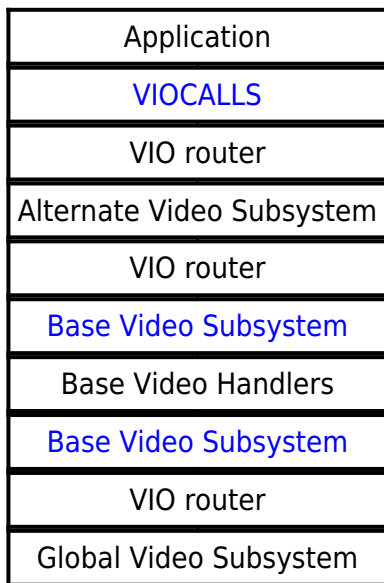 Application
VIOCALLS
VIO router
Alternate Video Subsystem
VIO router
Base Video Subsystem
Base Video Handlers
Base Video Subsystem
VIO router
Global Video Subsystem